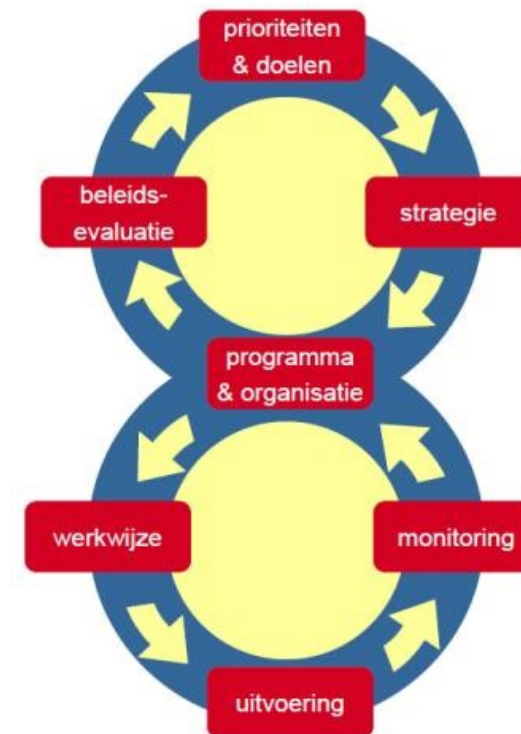 prioriteiten
& doelen
beleids-
evaluatie
strategie
programma
& organisatie
werkwijze
monitoring
uitvoering